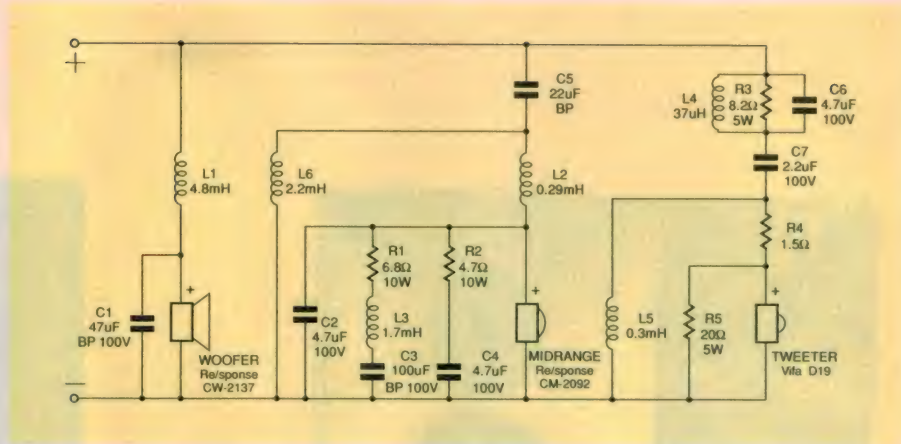 +
C5
22uF
BP
L4
37uH
R3
8.2Ω
5W
C6
4.7uF
100V
C7
2.2uF
100V
L1
4.8mH
L6
2.2mH
L2
0.29mH
R4
1.5Ω
R1
6.8Ω
10W
R2
4.7Ω
10W
+
+
+
C1
47uF
BP 100V
C2
4.7uF
100V
L3
1.7mH
L5
0.3mH
R5
20Ω
5W
C3
100uF
BP 100V
C4
4.7uF
100V
WOOFER
Re/sponse
CW-2137
MIDRANGE
Re/sponse
CM-2092
TWEETER
Vifa D19
−